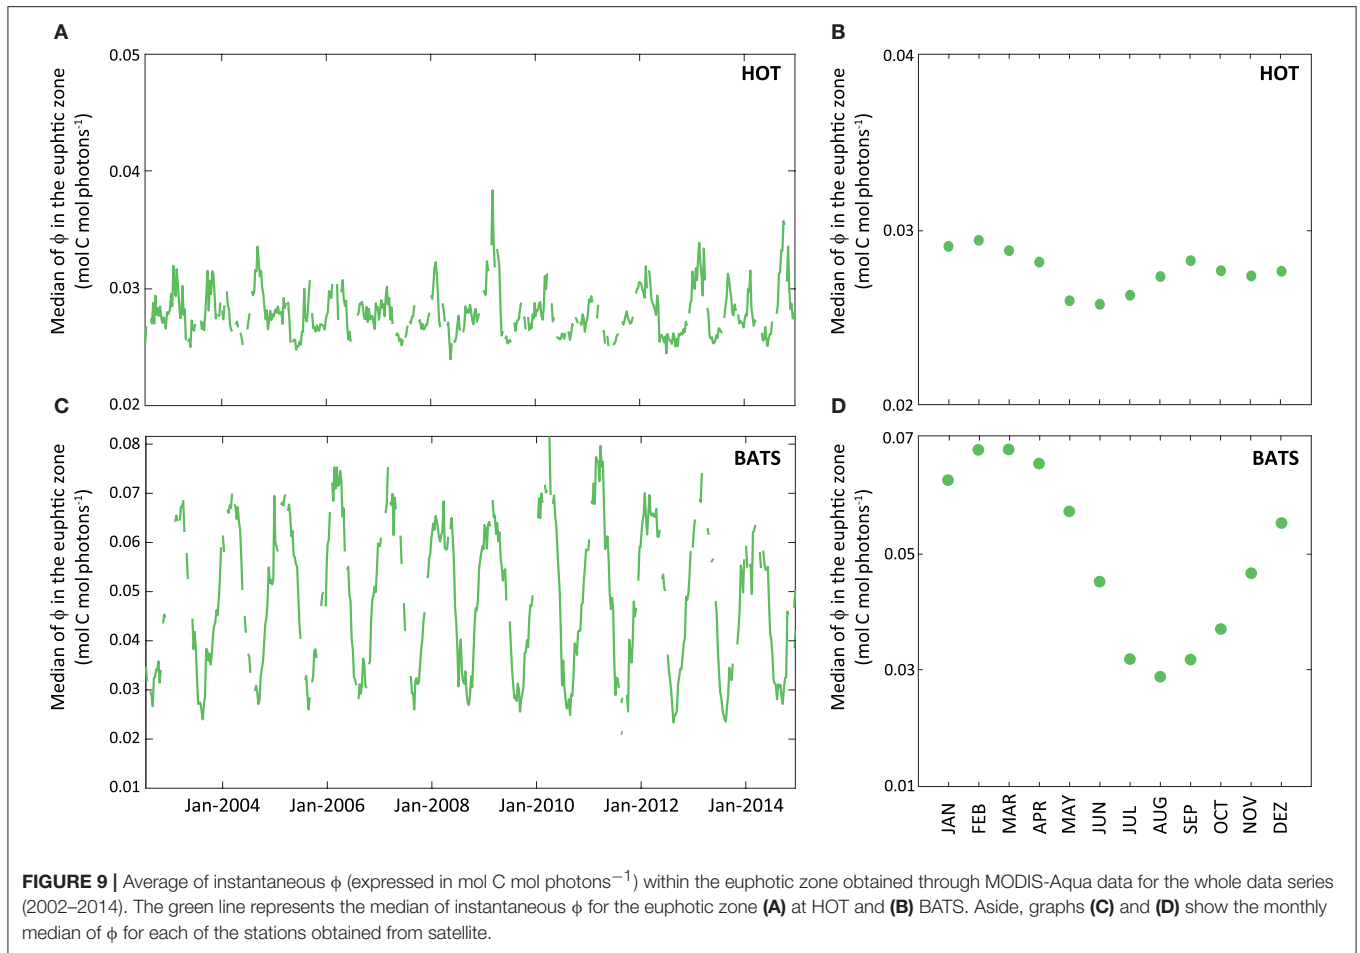 A
Median of ϕ in the euphtic zone
(mol C mol photons-1)
0.05
0.04
0.03
0.02
HOT
B
Median of ϕ in the euphtic zone
(mol C mol photons-1)
0.04
0.03
0.02
HOT
C
Median of ϕ in the euphtic zone
(mol C mol photons-1)
0.08
0.07
0.06
0.05
0.04
0.03
0.02
0.01
BATS
Jan-2004 Jan-2006 Jan-2008 Jan-2010 Jan-2012 Jan-2014
D
Median of ϕ in the euphtic zone
(mol C mol photons-1)
0.07
0.05
0.03
0.01
BATS
JAN FEB MAR APR MAY JUN JUL AUG SEP OCT NOV DEZ
FIGURE 9 | Average of instantaneous ϕ (expressed in mol C mol photons−1) within the euphotic zone obtained through MODIS-Aqua data for the whole data series
(2002–2014). The green line represents the median of instantaneous ϕ for the euphotic zone (A) at HOT and (B) BATS. Aside, graphs (C) and (D) show the monthly
median of ϕ for each of the stations obtained from satellite.